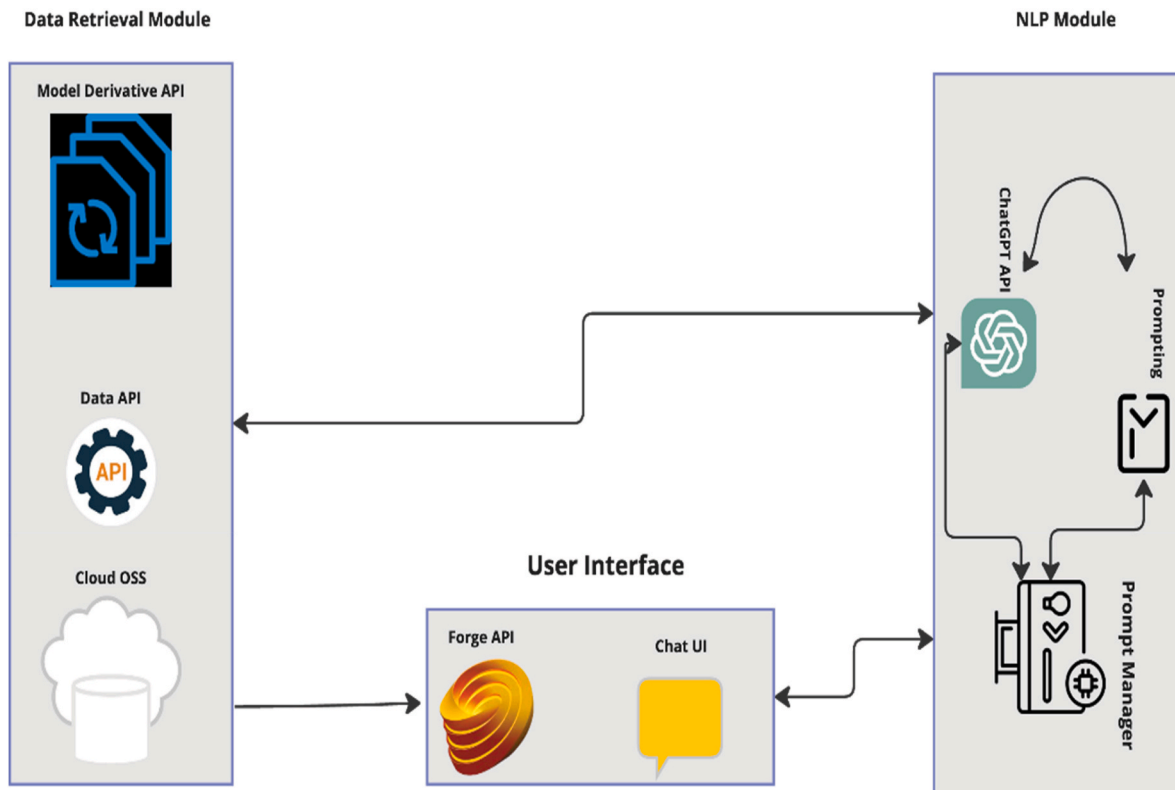 Data Retrieval Module
NLP Module
Model Derivative API
ChatGPT API
Prompting
Data API
API
Cloud OSS
User Interface
Forge API
Chat UI
Prompt Manager